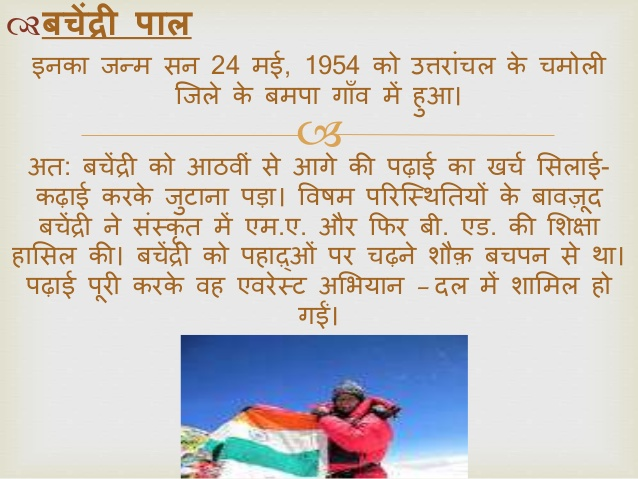 बचेंद्री पाल
इनका जन्म सन 24 मई, 1954 को उत्तरांचल के चमोली
जिले के बमपा गाँव में हुआ।
अत: बचेंद्री को आठवीं से आगे की पढ़ाई का खर्च सिलाई-
कढ़ाई करके जुटाना पड़ा। विषम परिस्थितियों के बावज़ूद
बचेंद्री ने संस्कृत में एम.ए. और फिर बी. एड. की शिक्षा
हासिल की। बचेंद्री को पहाद़ुओं पर चढ़ने शौक़ बचपन से था।
पढ़ाई पूरी करके वह एवरेस्ट अभियान – दल में शामिल हो
गईं।